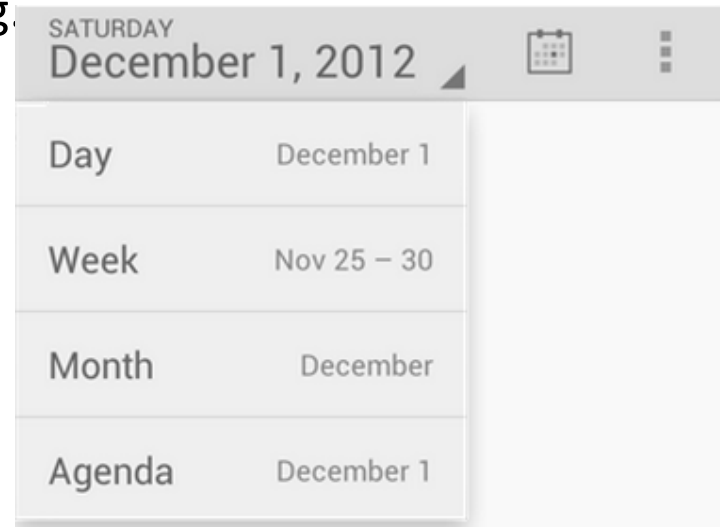 g.
SATURDAY
December 1, 2012
Day December 1
Week Nov 25 – 30
Month December
Agenda December 1